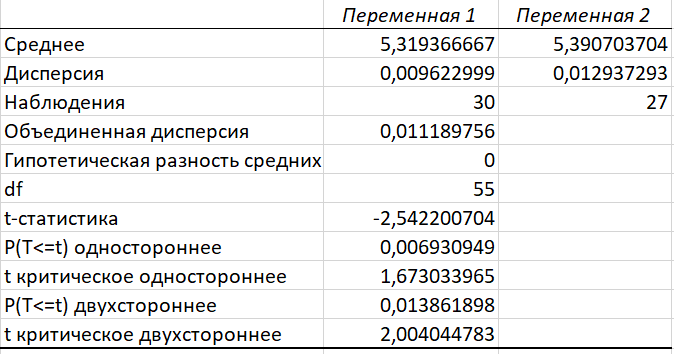 Переменная 1 Переменная 2
Среднее 5,319366667 5,390703704
Дисперсия 0,009622999 0,012937293
Наблюдения 30 27
Объединенная дисперсия 0,011189756
Гипотетическая разность средних 0
df 55
t-статистика -2,542200704
P(T<=t) одностороннее 0,006930949
t критическое одностороннее 1,673033965
P(T<=t) двухстороннее 0,013861898
t критическое двухстороннее 2,004044783